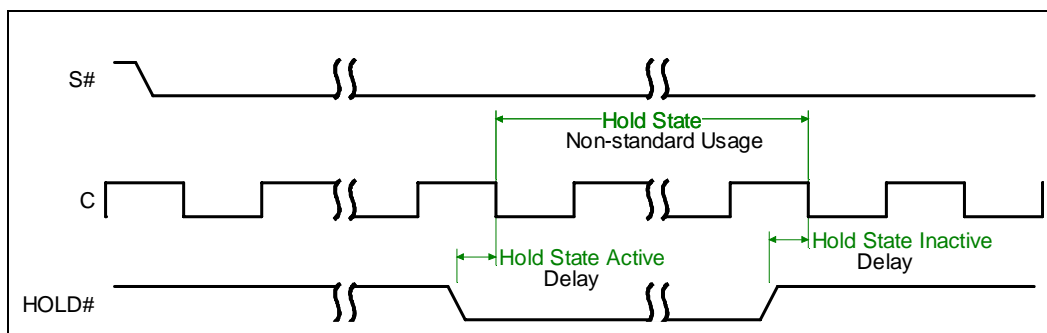 S#
Hold State
Non-standard Usage
C
Hold State Active
Delay
Hold State Inactive
Delay
HOLD#